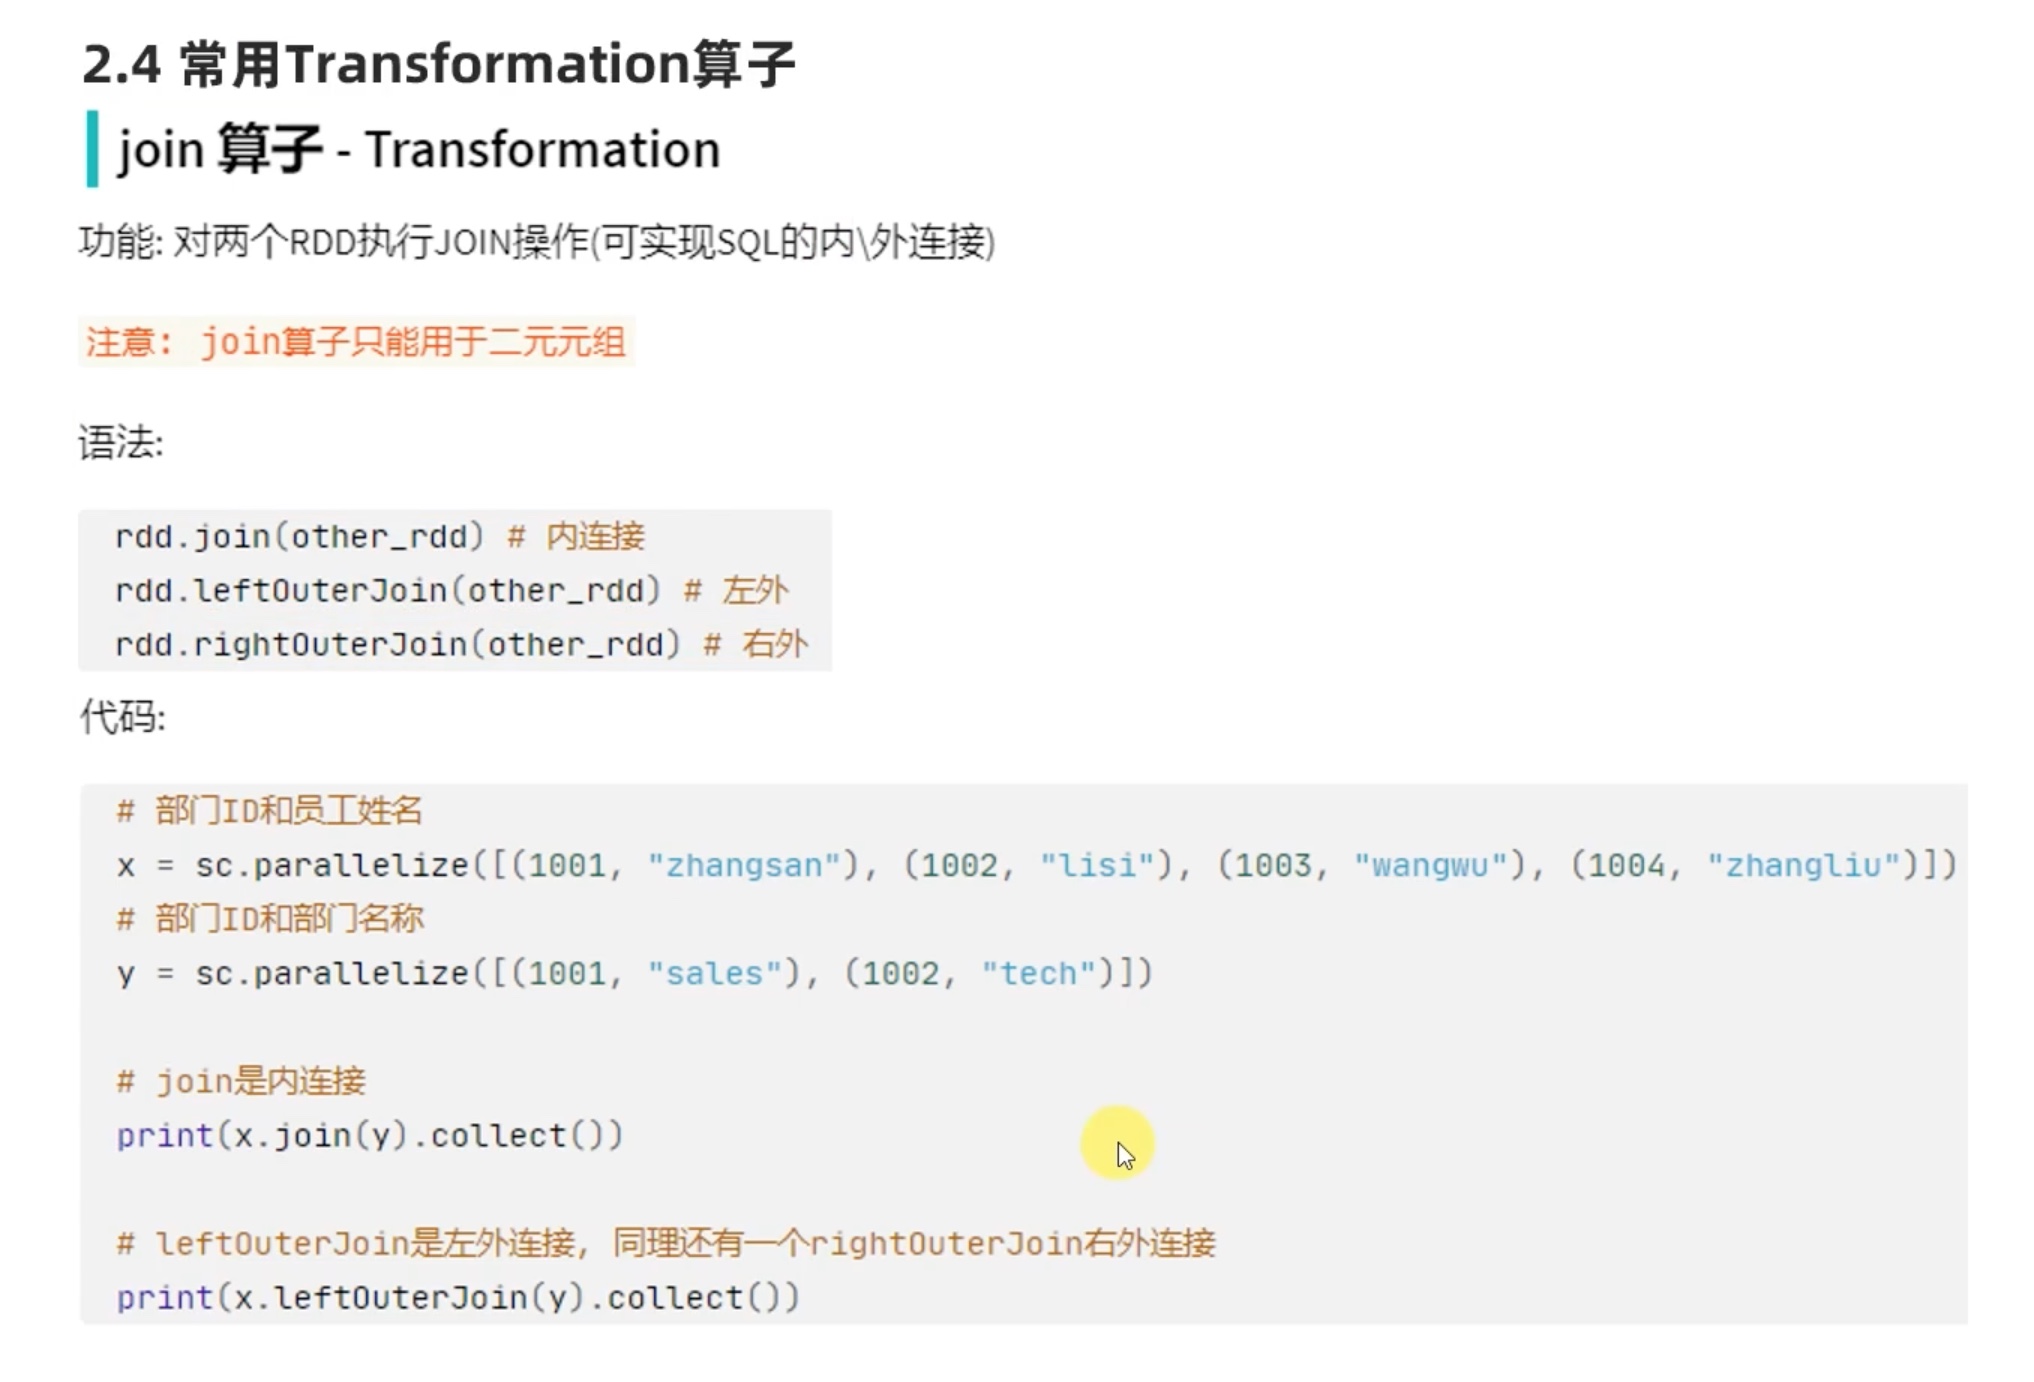 2.4 常用Transformation算子
join 算子 - Transformation
功能: 对两个RDD执行JOIN操作(可实现SQL的内\外连接)
注意: join算子只能用于二元元组
语法:
rdd.join(other_rdd) # 内连接
rdd.leftOuterJoin(other_rdd) # 左外
rdd.rightOuterJoin(other_rdd) # 右外
代码:
# 部门ID和员工姓名
x = sc.parallelize([(1001, "zhangsan"), (1002, "lisi"), (1003, "wangwu"), (1004, "zhangliu")])
# 部门ID和部门名称
y = sc.parallelize([(1001, "sales"), (1002, "tech")])
# join是内连接
print(x.join(y).collect())
# leftOuterJoin是左外连接, 同理还有一个rightOuterJoin右外连接
print(x.leftOuterJoin(y).collect())